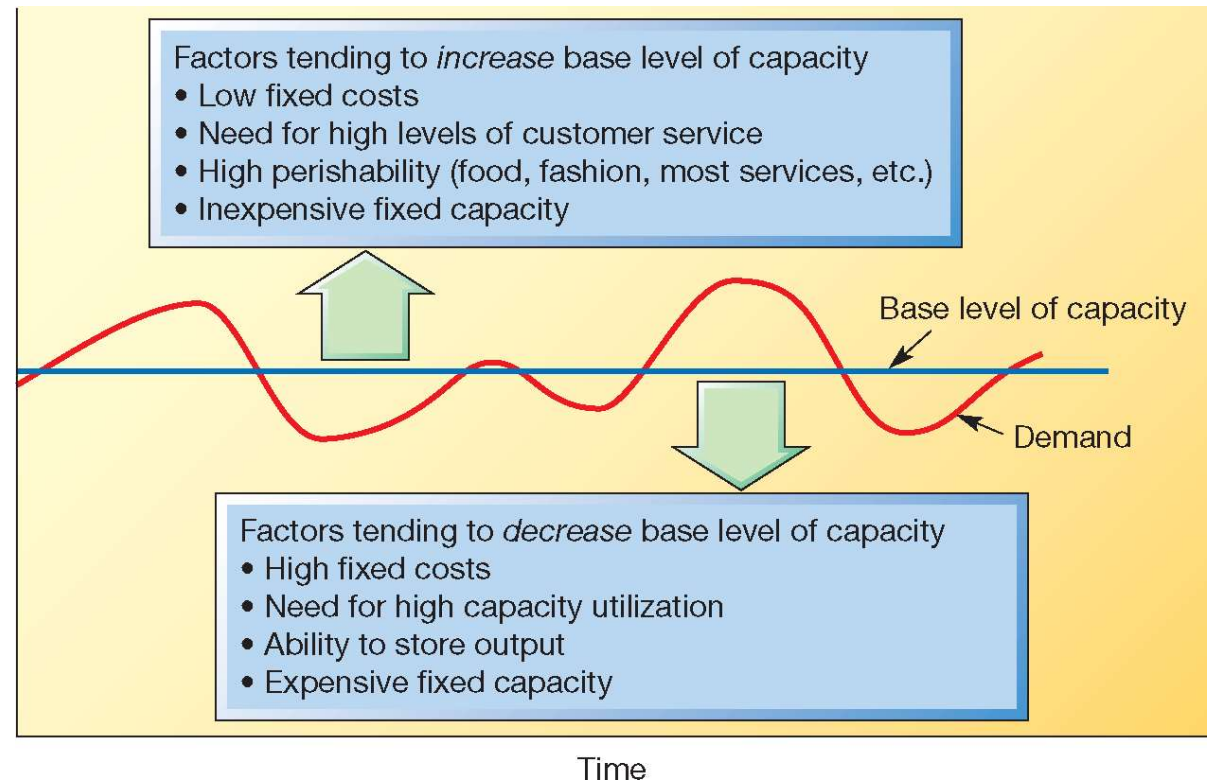 Factors tending to increase base level of capacity
• Low fixed costs
• Need for high levels of customer service
• High perishability (food, fashion, most services, etc.)
• Inexpensive fixed capacity
Base level of capacity
Demand
Factors tending to decrease base level of capacity
• High fixed costs
• Need for high capacity utilization
• Ability to store output
• Expensive fixed capacity
Time